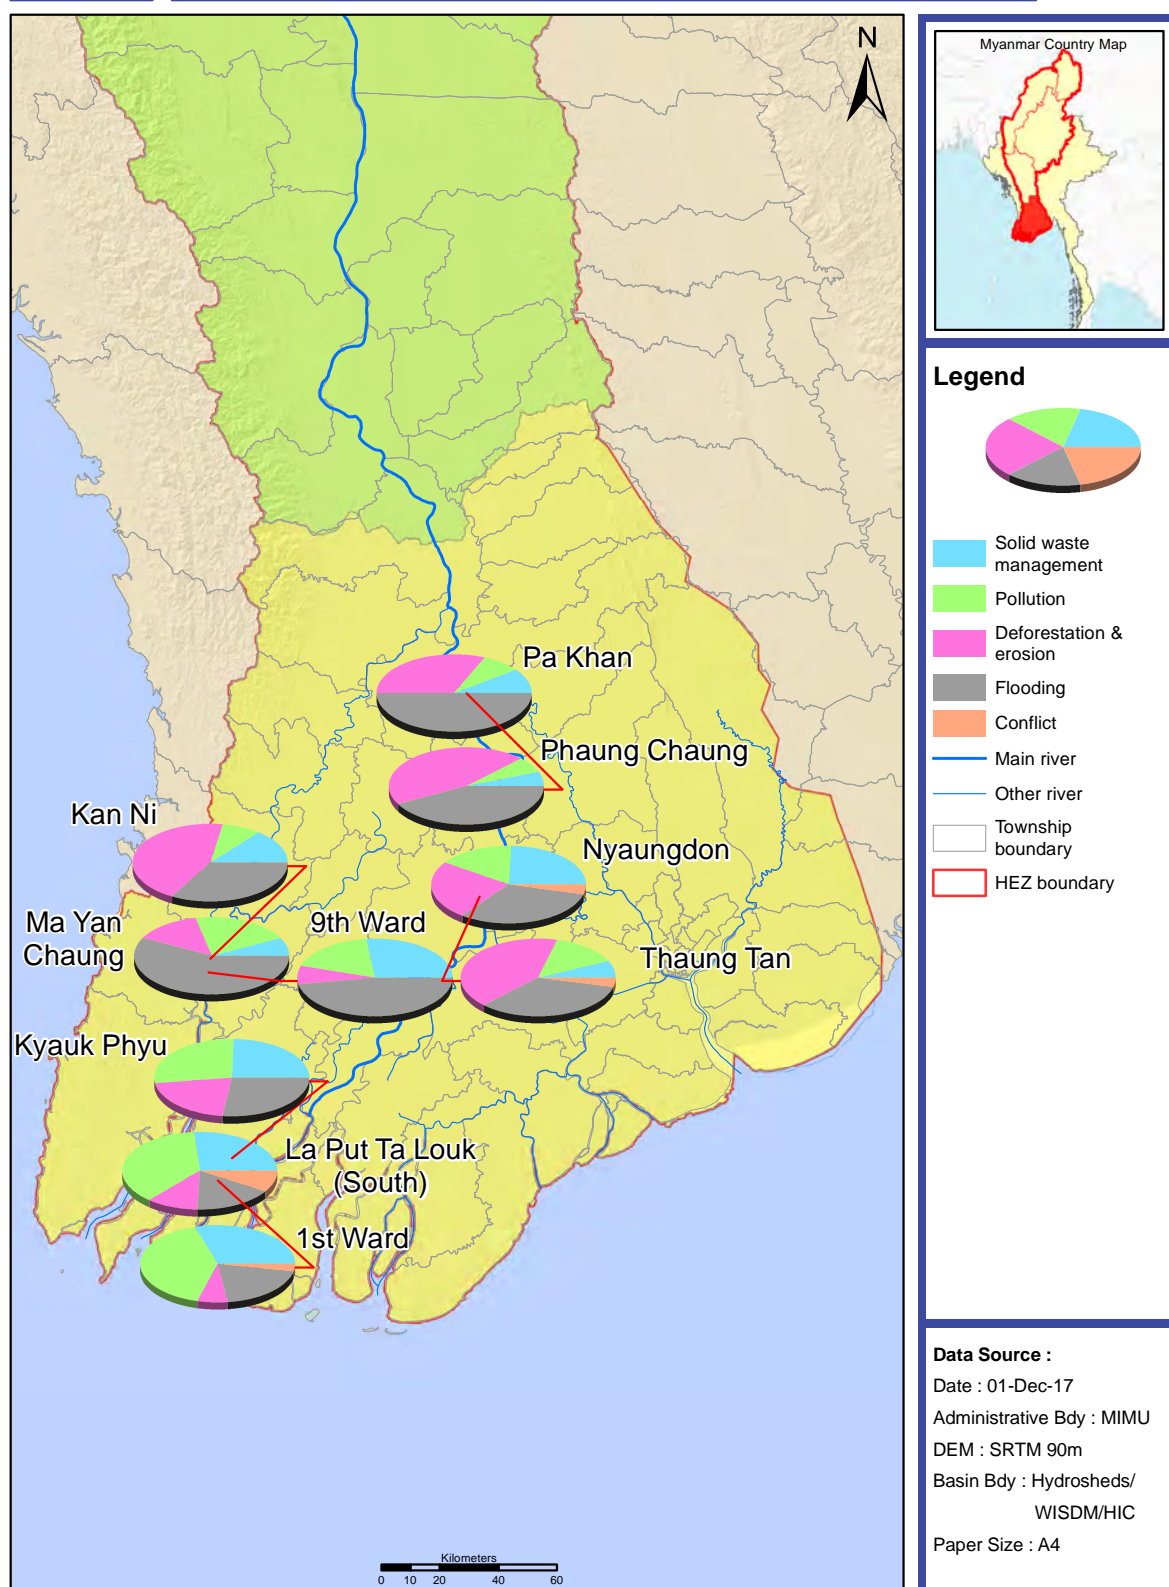 N
Pa Khan
Phaung Chaung
Kan Ni
Nyaungdon
Ma Yan
Chaung
9th Ward
Thaung Tan
Kyauk Phyu
La Put Ta Louk
(South)
1st Ward
Kilometers
0 10 20 40 60
Myanmar Country Map
Legend
Solid waste
management
Pollution
Deforestation &
erosion
Flooding
Conflict
Main river
Other river
Township
boundary
HEZ boundary
Data Source :
Date : 01-Dec-17
Administrative Bdy : MIMU
DEM : SRTM 90m
Basin Bdy : Hydrosheds/
WISDM/HIC
Paper Size : A4